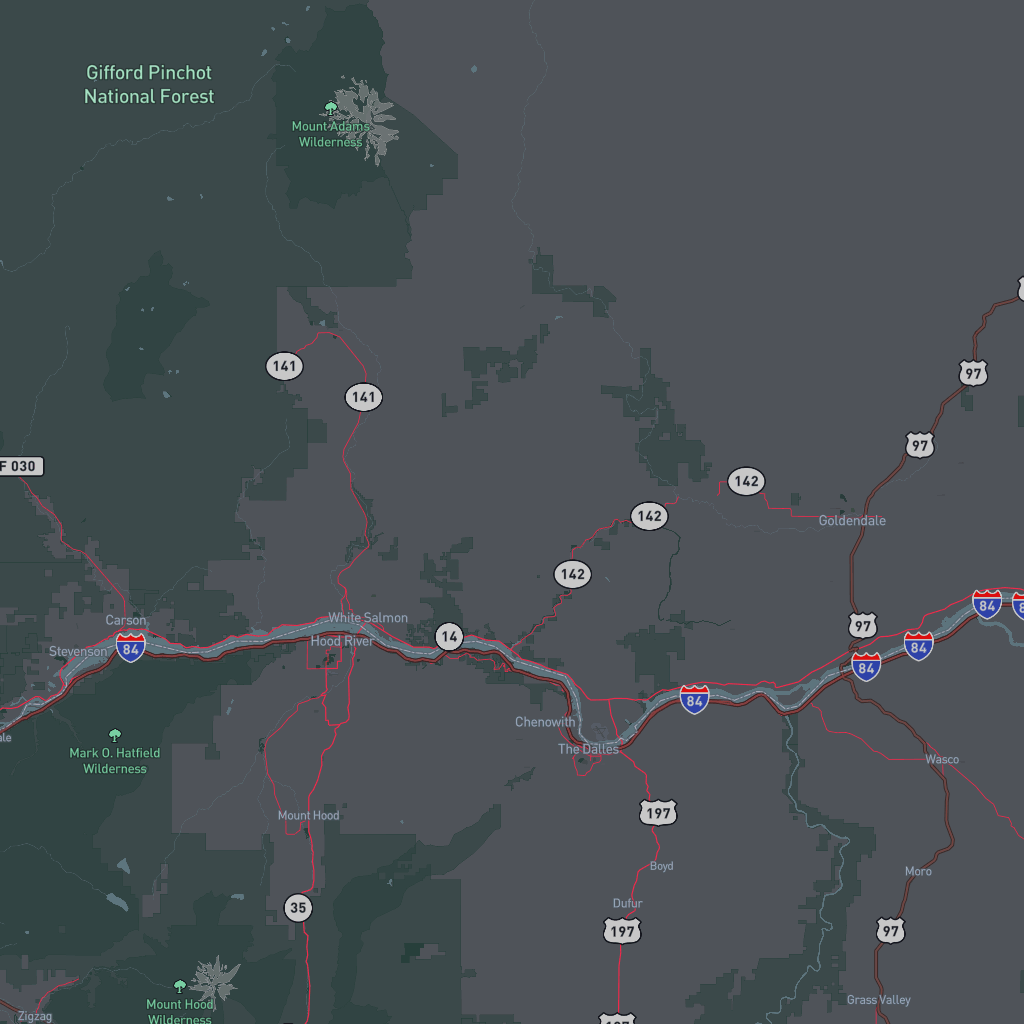 Gifford Pinchot
National Forest
Mount Adams
Wilderness
97
141
141
97
F 030
142
142
Goldendale
142
84
Carson
White Salmon
97
14
Hood River
84
Stevenson
84
84
84
Chenowith
The Dalles
Mark O. Hatfield
Wilderness
Wasco
197
Mount Hood
Boyd
Moro
Dufur
35
197
97
Mount Hood
Wilderness
Grass Valley
Zigzag